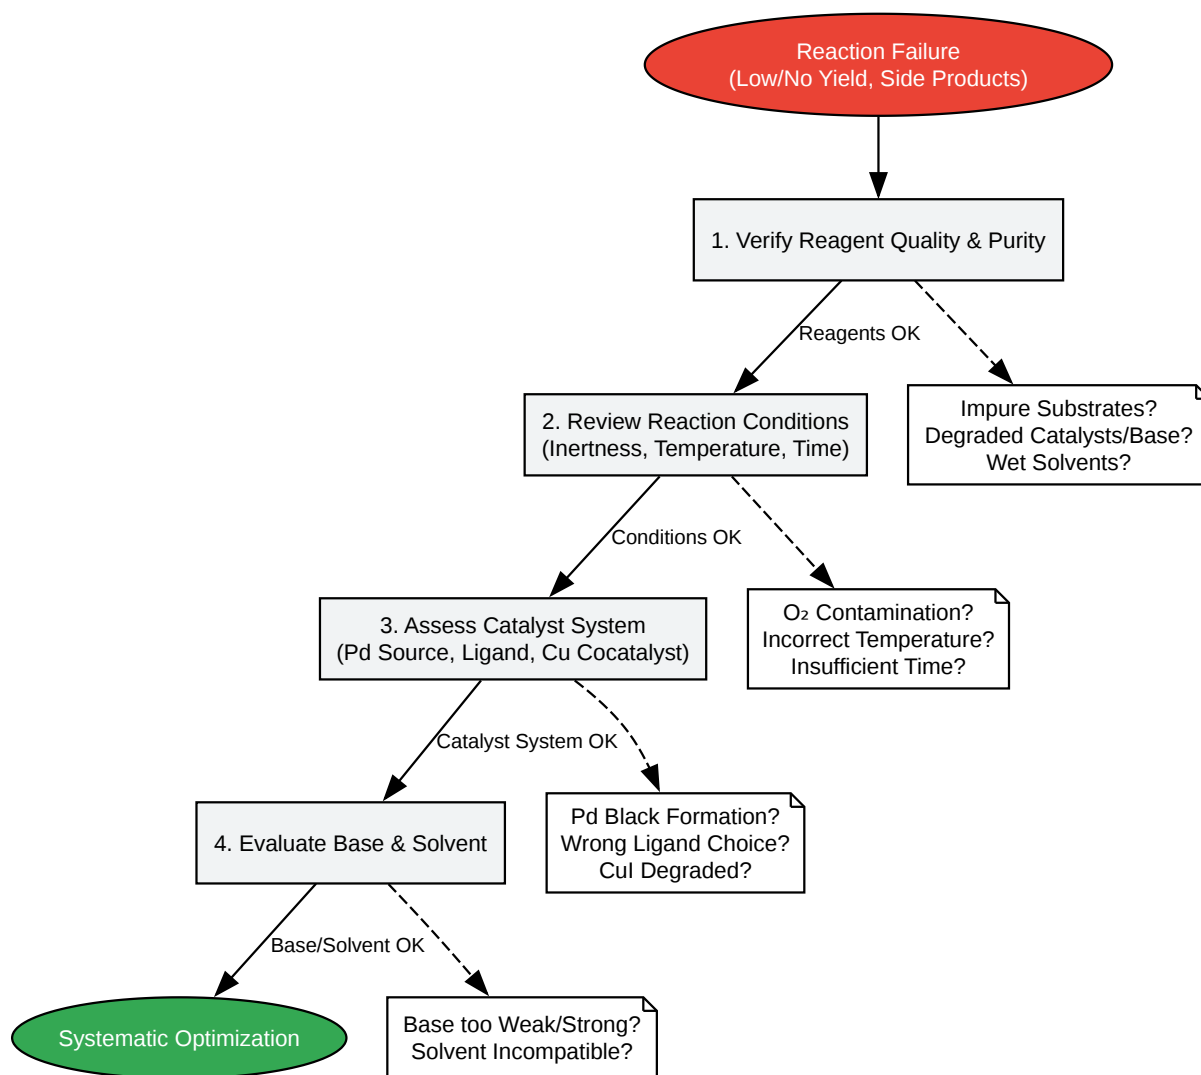 Reaction Failure
(Low/No Yield, Side Products)
1. Verify Reagent Quality & Purity
Reagents OK
Impure Substrates?
Degraded Catalysts/Base?
Wet Solvents?
2. Review Reaction Conditions
(Inertness, Temperature, Time)
Conditions OK
O₂ Contamination?
Incorrect Temperature?
Insufficient Time?
3. Assess Catalyst System
(Pd Source, Ligand, Cu Cocatalyst)
Catalyst System OK
Pd Black Formation?
Wrong Ligand Choice?
CuI Degraded?
4. Evaluate Base & Solvent
Base/Solvent OK
Base too Weak/Strong?
Solvent Incompatible?
Systematic Optimization